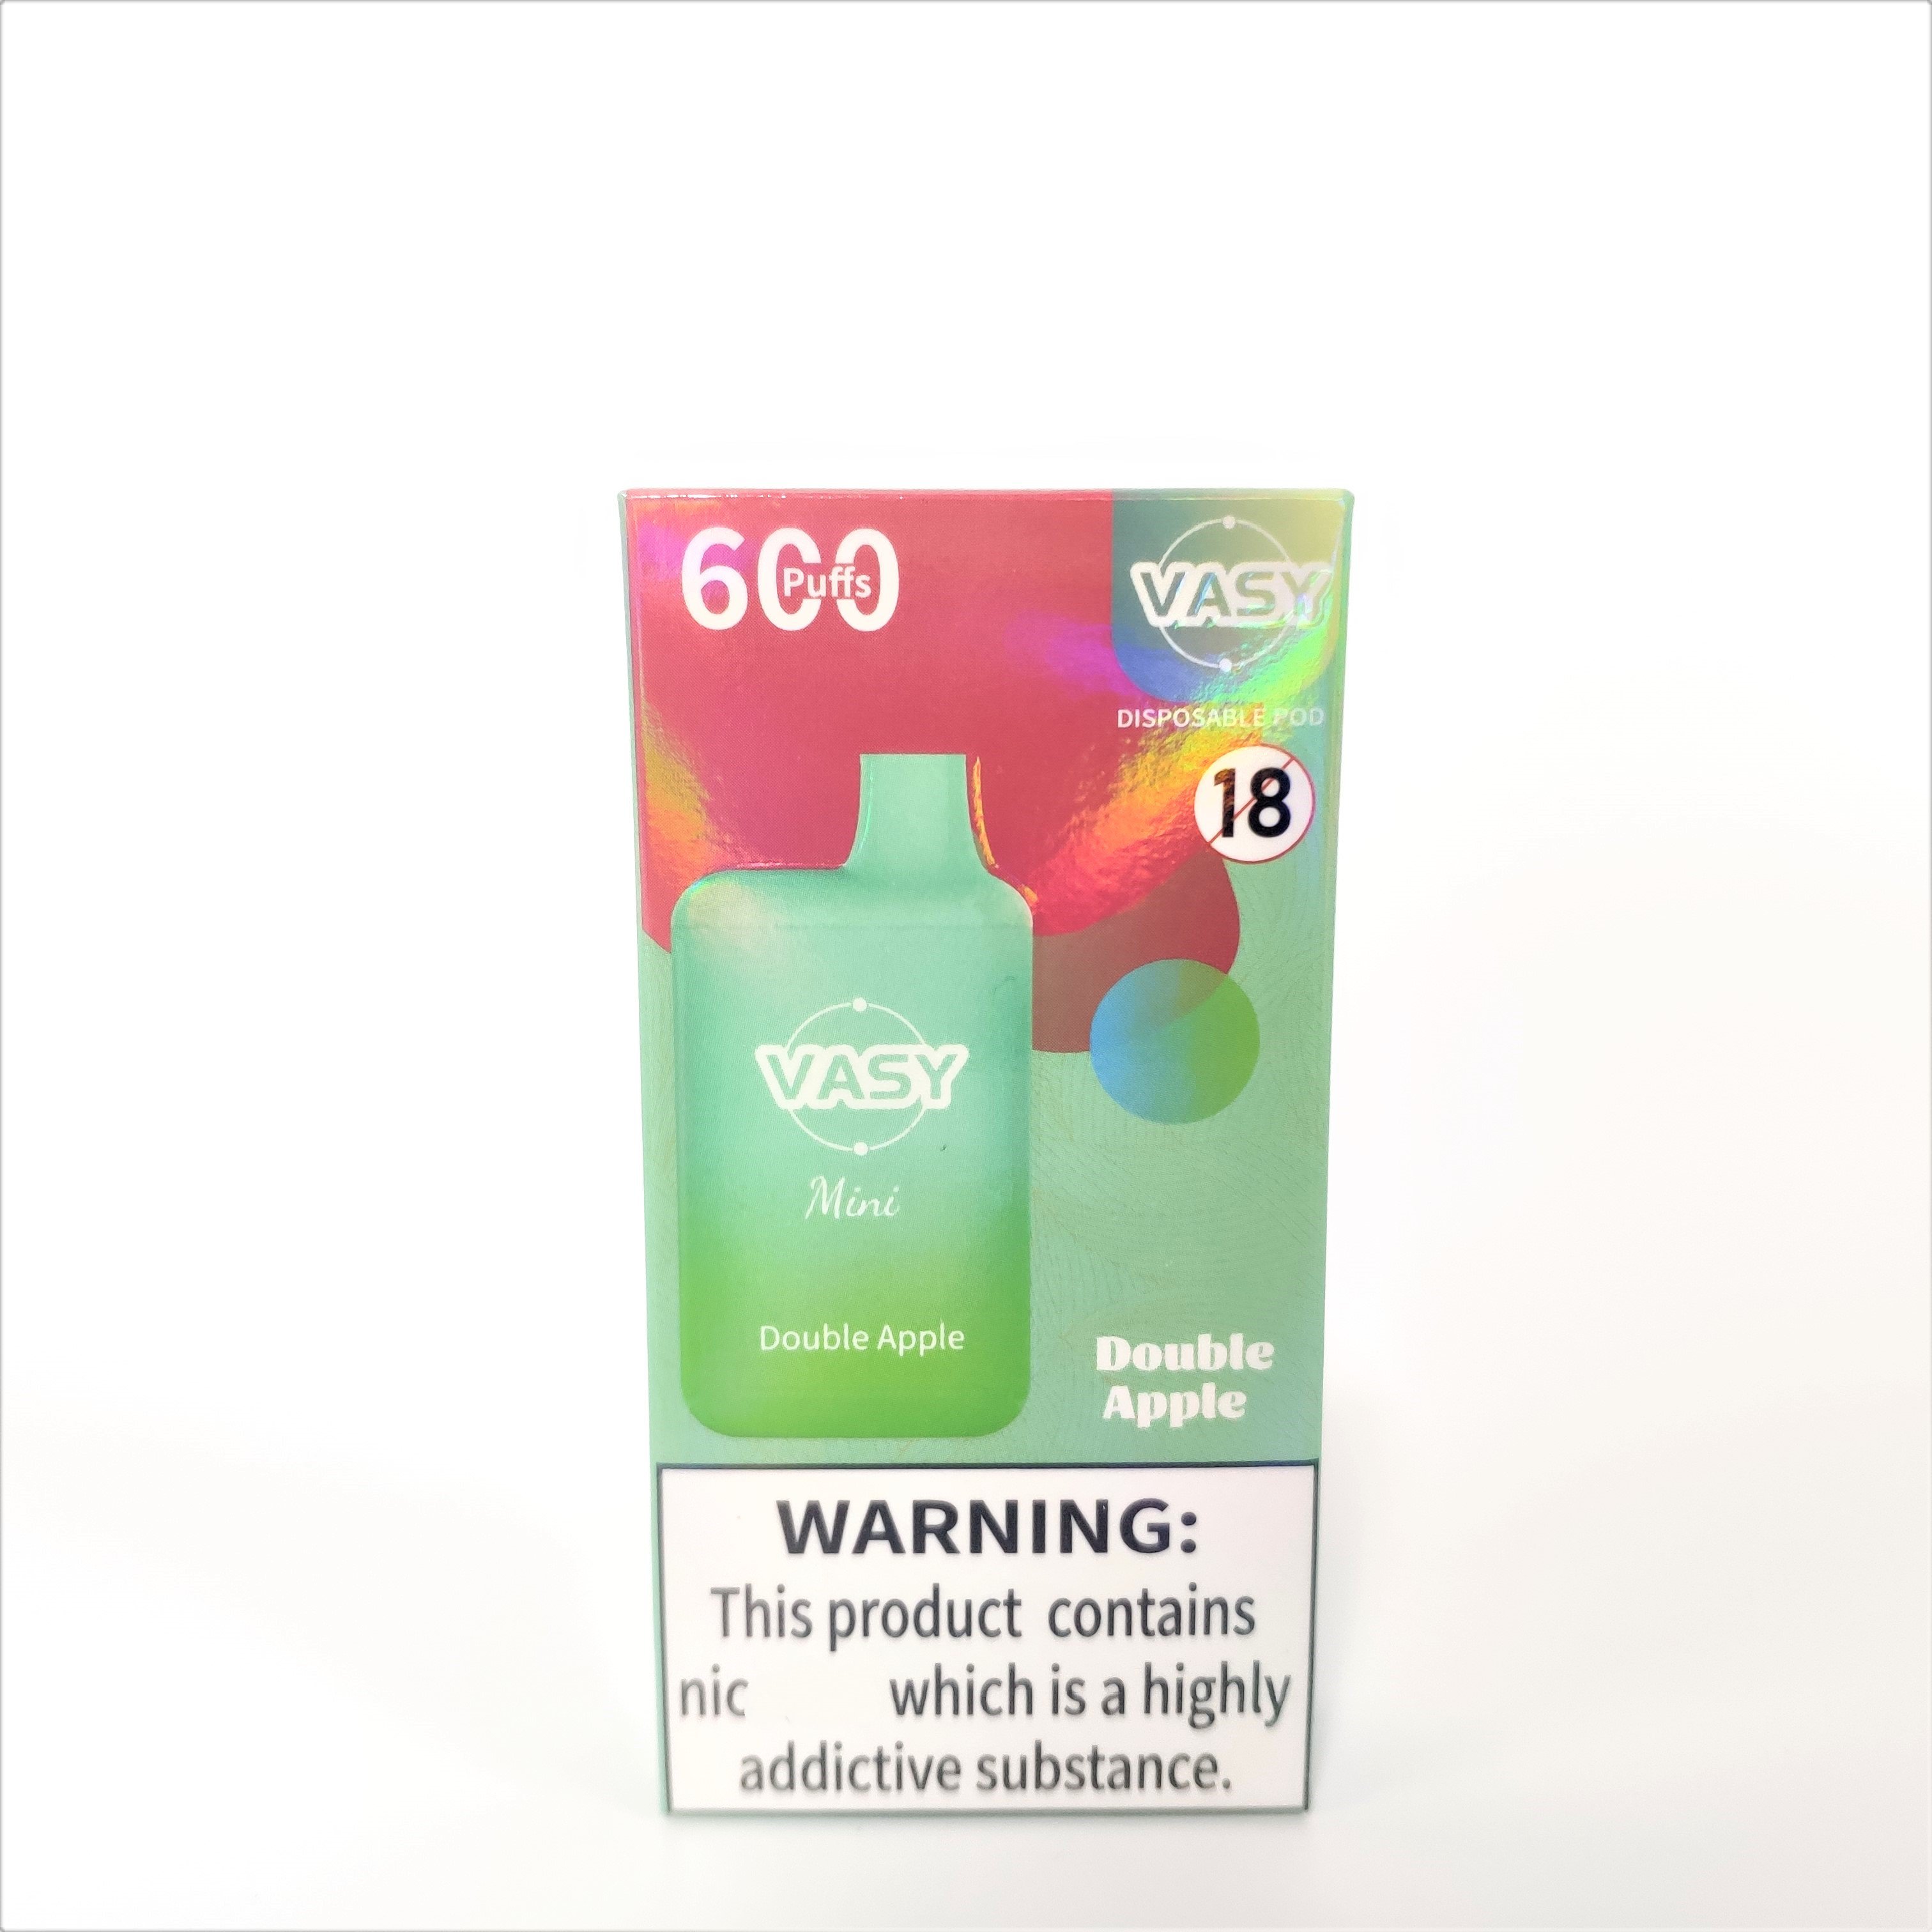 600
Puffs
VASY
DISPOSABLE POD
18
VASY
Mini
Double Apple
Double
Apple
WARNING:
This product contains
nic which is a highly
addictive substance.